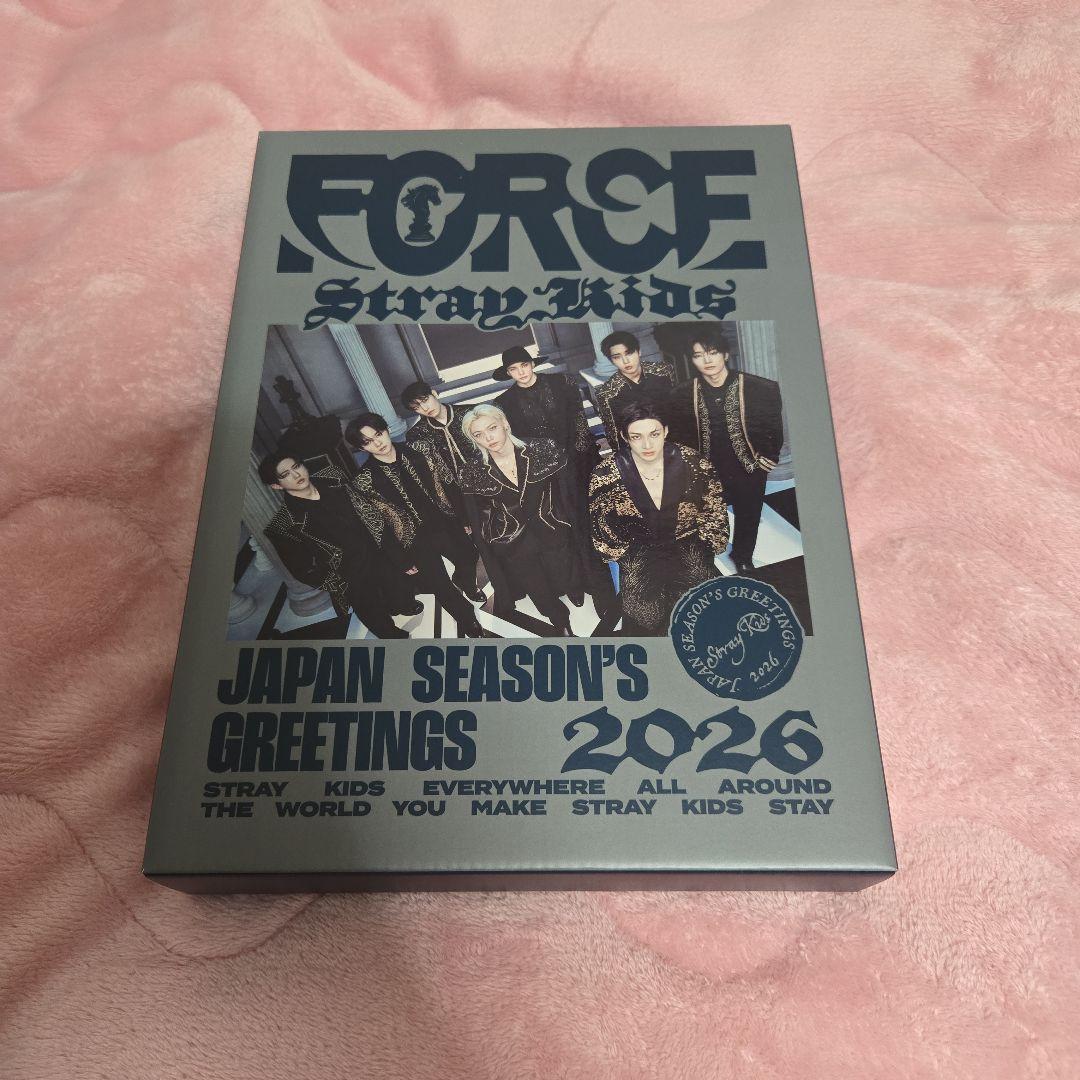 FORCE
Stray Kids
JAPAN SEASON'S GREETINGS
Stray Kids
2026
JAPAN SEASON'S
GREETINGS 2026
STRAY KIDS EVERYWHERE ALL AROUND
THE WORLD YOU MAKE STRAY KIDS STAY